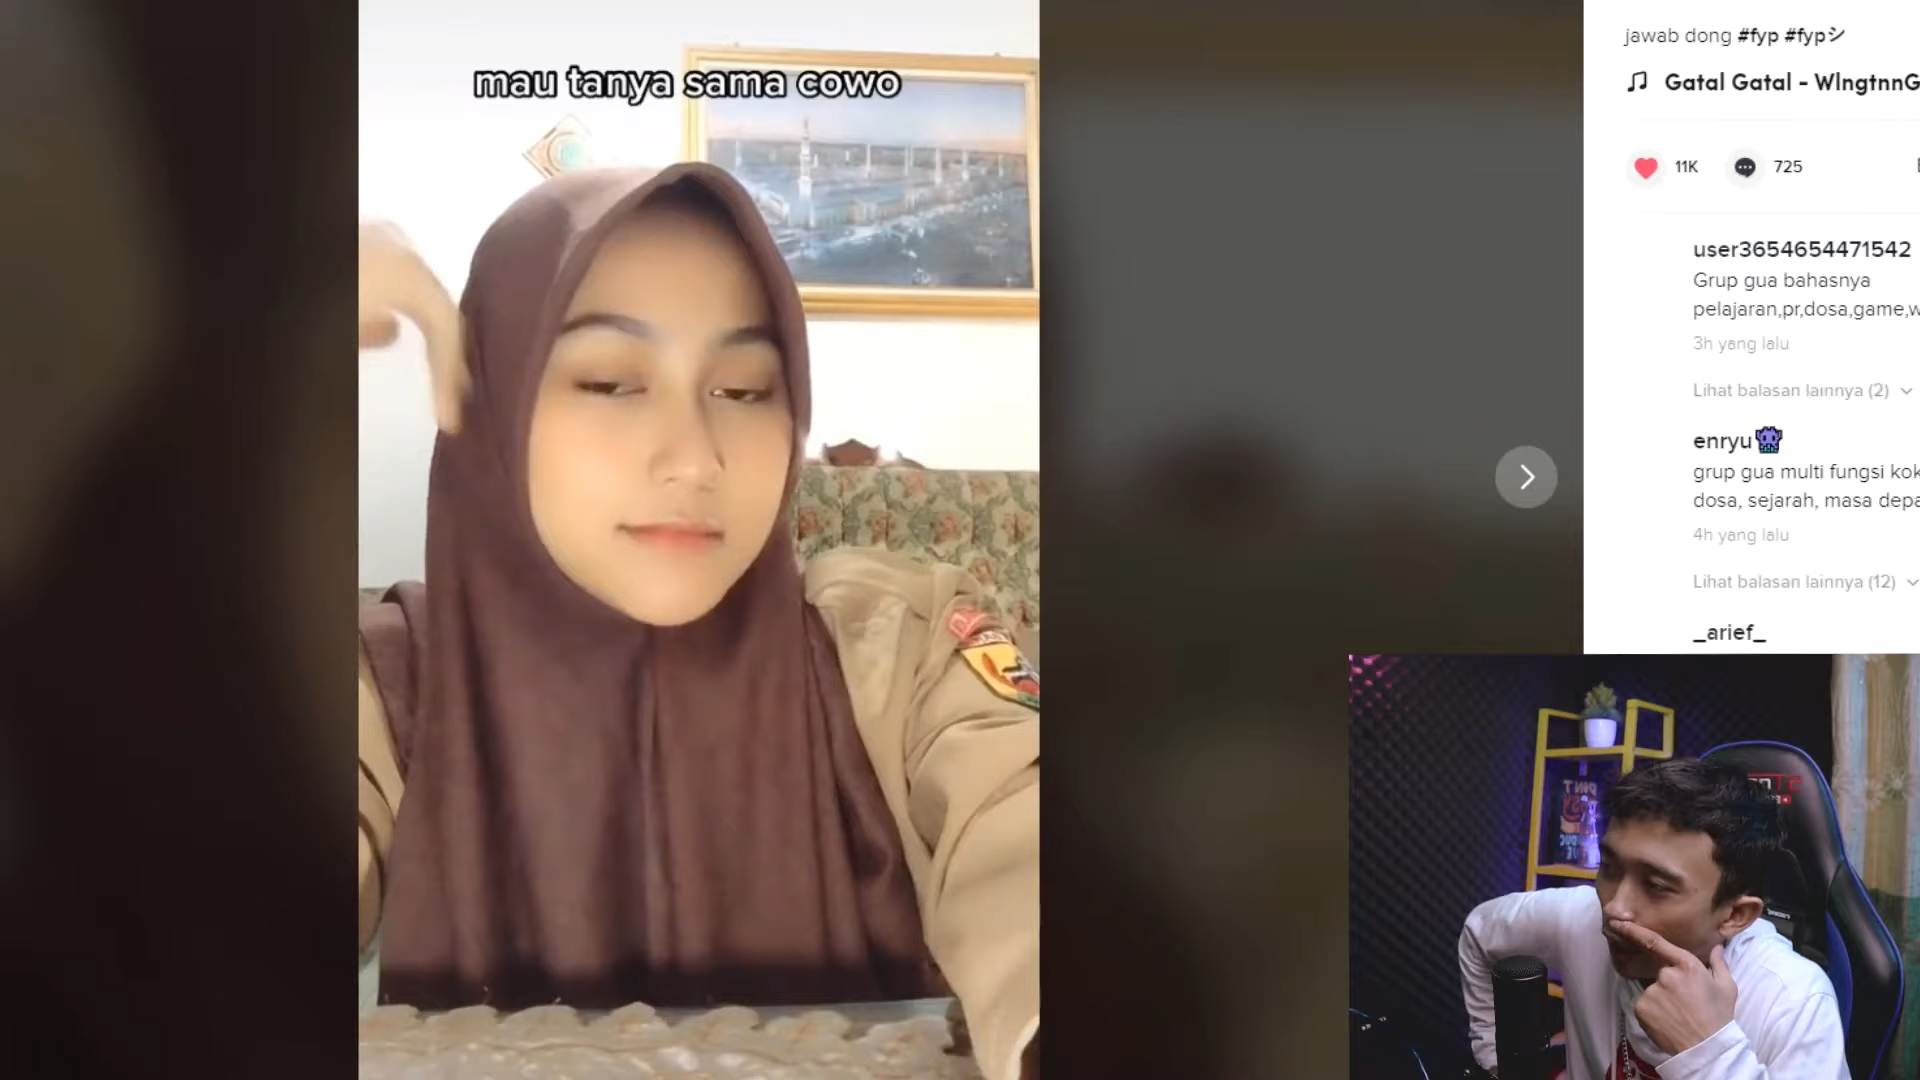 mau tanya sama cowo
jawab dong #fyp #fypシ
Gatal Gatal - WlngtnnG
11K
725
user3654654471542
Grup gua bahasnya
pelajaran,pr,dosa,game,w
3h yang lalu
Lihat balasan lainnya (2)
enryu
grup gua multi fungsi kok
dosa, sejarah, masa depa
4h yang lalu
Lihat balasan lainnya (12)
_arief_